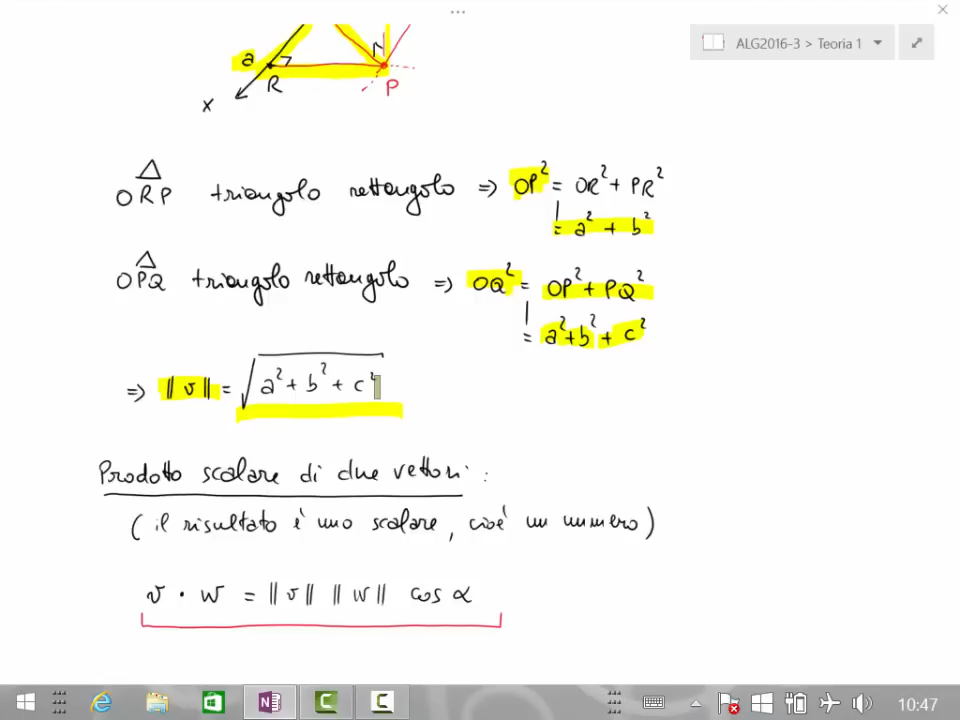 ALG2016-3 > Teoria 1
a
R
P
x
ORP triangolo rettangolo ⇒ OP² = OR² + PR²
= a² + b²
OPQ triangolo rettangolo ⇒ OQ² = OP² + PQ²
= a² + b² + c²
⇒ ‖v‖ = √(a² + b² + c²)
Prodotto scalare di due vettori :
(il risultato è uno scalare, cioè un numero)
v · w = ‖v‖ ‖w‖ cos α
10:47